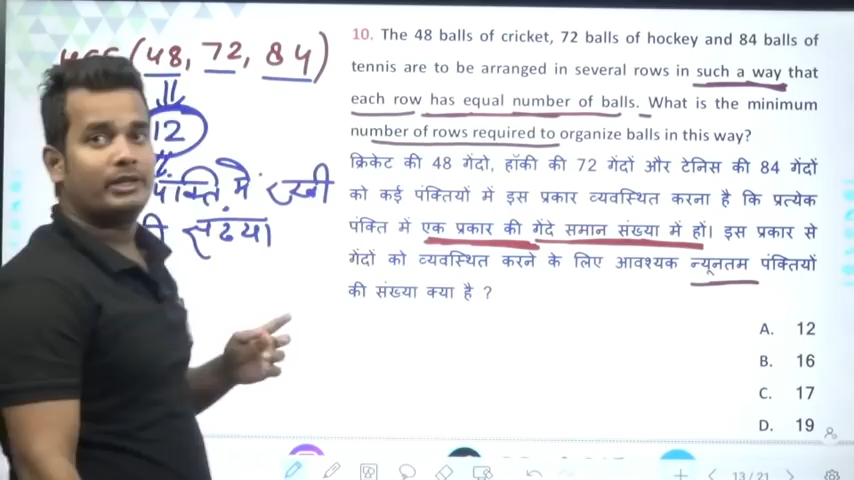 (48, 72, 84)
12
पंक्ति में रखी
की संख्या
10. The 48 balls of cricket, 72 balls of hockey and 84 balls of
tennis are to be arranged in several rows in such a way that
each row has equal number of balls. What is the minimum
number of rows required to organize balls in this way?
क्रिकेट की 48 गेंदो, हॉकी की 72 गेंदों और टेनिस की 84 गेंदों
को कई पंक्तियों में इस प्रकार व्यवस्थित करना है कि प्रत्येक
पंक्ति में एक प्रकार की गेंदे समान संख्या में हों। इस प्रकार से
गेंदों को व्यवस्थित करने के लिए आवश्यक न्यूनतम पंक्तियों
की संख्या क्या है ?
A. 12
B. 16
C. 17
D. 19
13/21